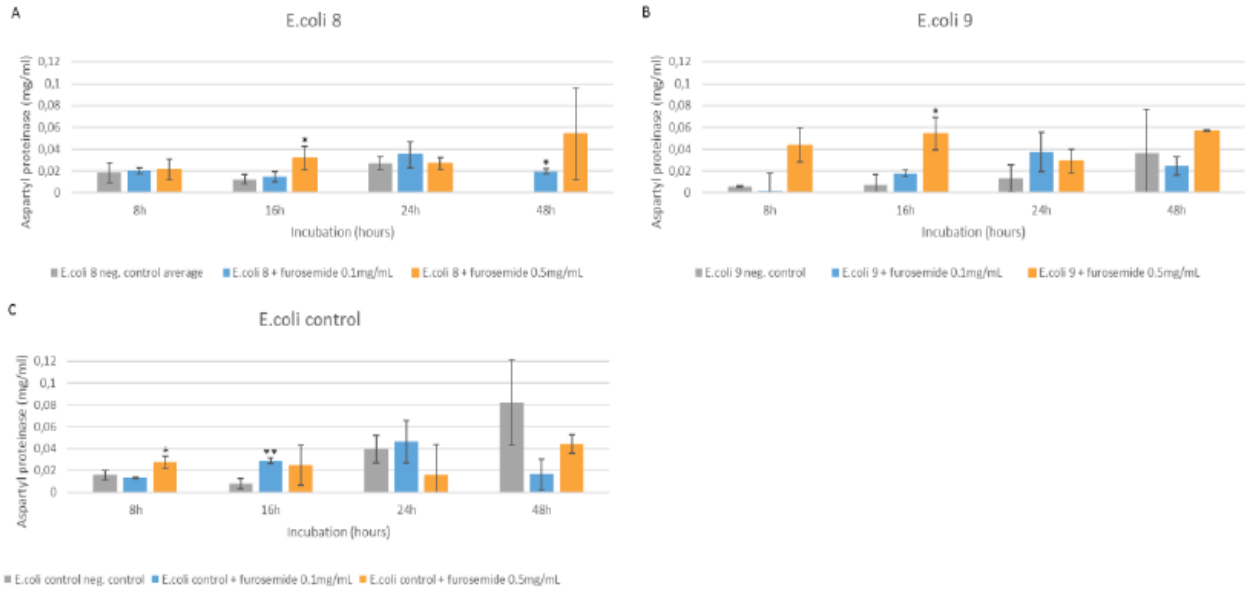 A
E.coli 8
Aspartyl proteinase (mg/ml)
0,12
0,1
0,08
0,06
0,04
0,02
0
*
*
8h
16h
24h
48h
Incubation (hours)
E.coli 8 neg. control average
E.coli 8 + furosemide 0.1mg/mL
E.coli 8 + furosemide 0.5mg/mL
B
E.coli 9
Aspartyl proteinase (mg/ml)
0,12
0,1
0,08
0,06
0,04
0,02
0
*
8h
16h
24h
48h
Incubation (hours)
E.coli 9 neg. control
E.coli 9 + furosemide 0.1mg/mL
E.coli 9 + furosemide 0.5mg/mL
C
E.coli control
Aspartyl proteinase (mg/ml)
0,12
0,1
0,08
0,06
0,04
0,02
0
*
**
8h
16h
24h
48h
Incubation (hours)
E.coli control neg. control
E.coli control + furosemide 0.1mg/mL
E.coli control + furosemide 0.5mg/mL